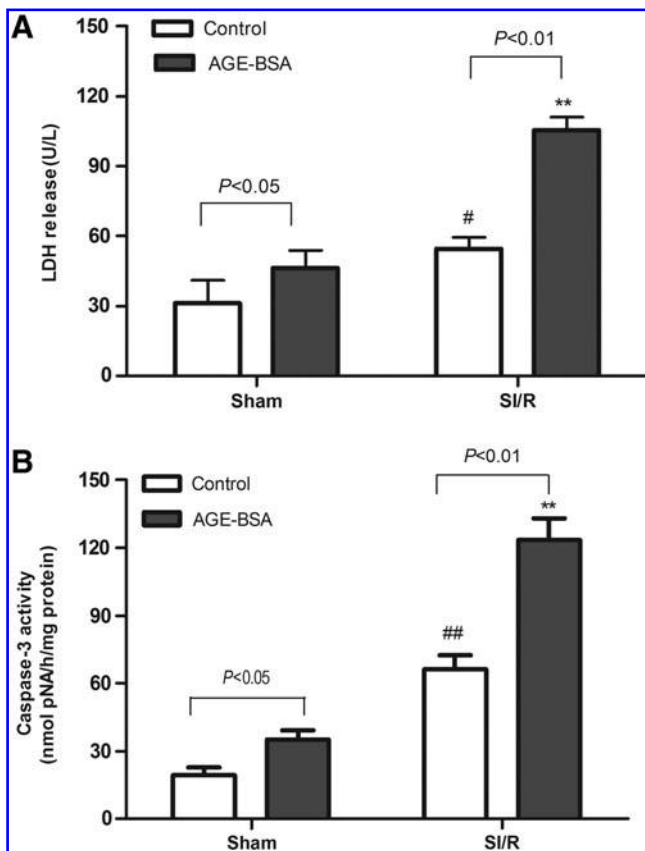 A
Control
AGE-BSA
P<0.01
**
P<0.05
#
LDH release(U/L)
150
120
90
60
30
0
Sham
SI/R
B
Control
AGE-BSA
P<0.01
**
##
P<0.05
Caspase-3 activity
(nmol pNA/h/mg protein)
150
120
90
60
30
0
Sham
SI/R